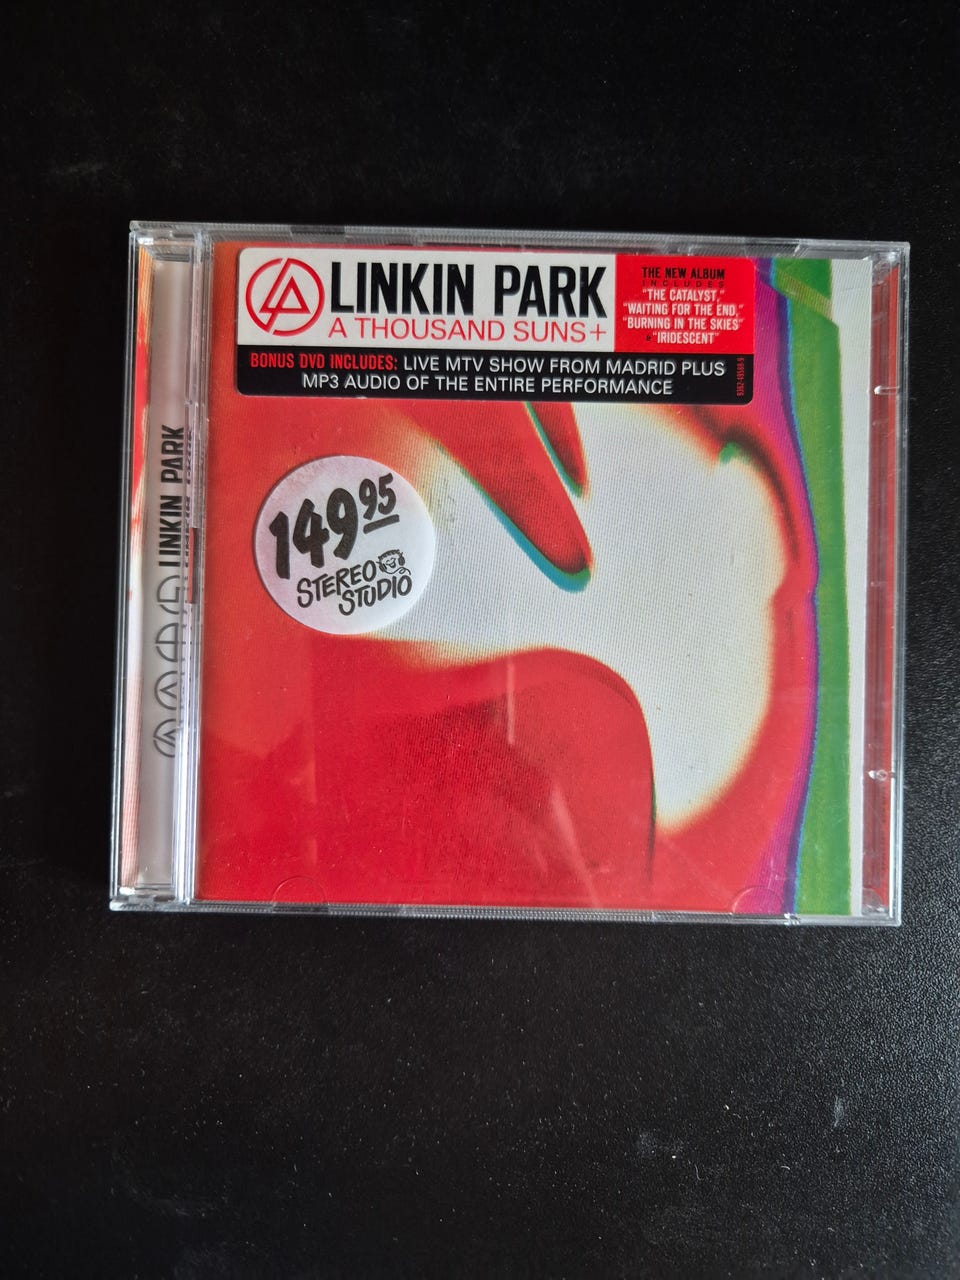 LINKIN PARK
A THOUSAND SUNS+
THE NEW ALBUM
INCLUDES
"THE CATALYST,"
"WAITING FOR THE END,"
"BURNING IN THE SKIES"
& "IRIDESCENT"
BONUS DVD INCLUDES: LIVE MTV SHOW FROM MADRID PLUS
MP3 AUDIO OF THE ENTIRE PERFORMANCE
149 95
STEREO
STUDIO
LINKIN PARK